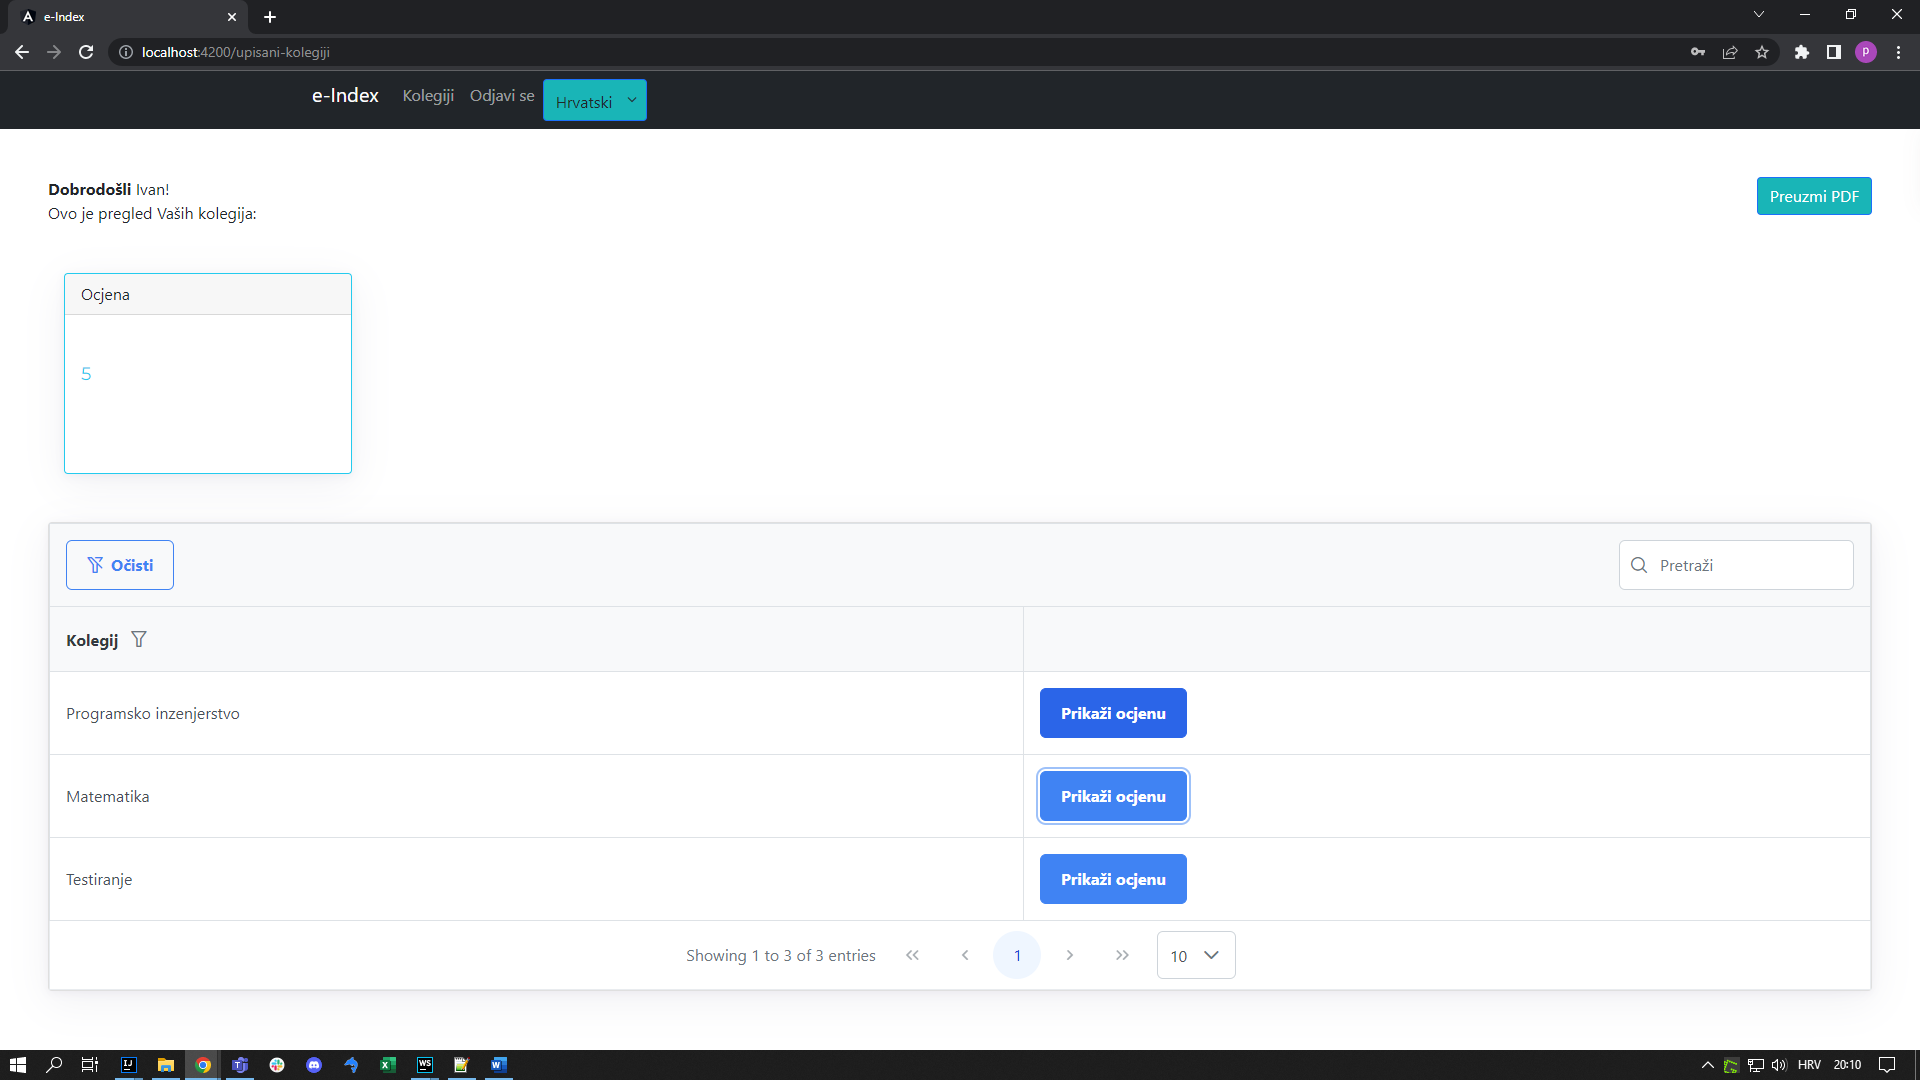 e-Index
localhost:4200/upisani-kolegiji
P
e-Index Kolegiji Odjavi se Hrvatski
Dobrodošli Ivan!
Ovo je pregled Vaših kolegija:
Preuzmi PDF
Ocjena
5
Očisti
Pretraži
Kolegij
Programsko inzenjerstvo Prikaži ocjenu
Matematika Prikaži ocjenu
Testiranje Prikaži ocjenu
Showing 1 to 3 of 3 entries 1 10
HRV 20:10